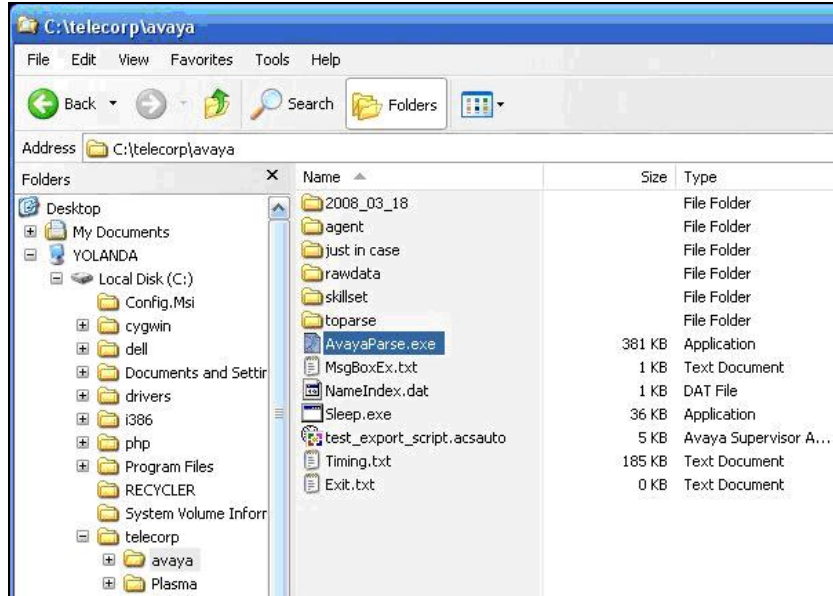 C:\telecorp\avaya
File Edit View Favorites Tools Help
Back Search Folders
Address C:\telecorp\avaya
Folders x Name Size Type
Desktop
My Documents
YOLANDA
Local Disk (C:)
Config.Msi
cygwin
dell
Documents and Settir
drivers
i386
php
Program Files
RECYCLER
System Volume Inforr
telecorp
avaya
Plasma
2008_03_18 File Folder
agent File Folder
just in case File Folder
rawdata File Folder
skillset File Folder
toparse File Folder
AvayaParse.exe 381 KB Application
MsgBoxEx.txt 1 KB Text Document
NameIndex.dat 1 KB DAT File
Sleep.exe 36 KB Application
test_export_script.acsauto 5 KB Avaya Supervisor A...
Timing.txt 185 KB Text Document
Exit.txt 0 KB Text Document